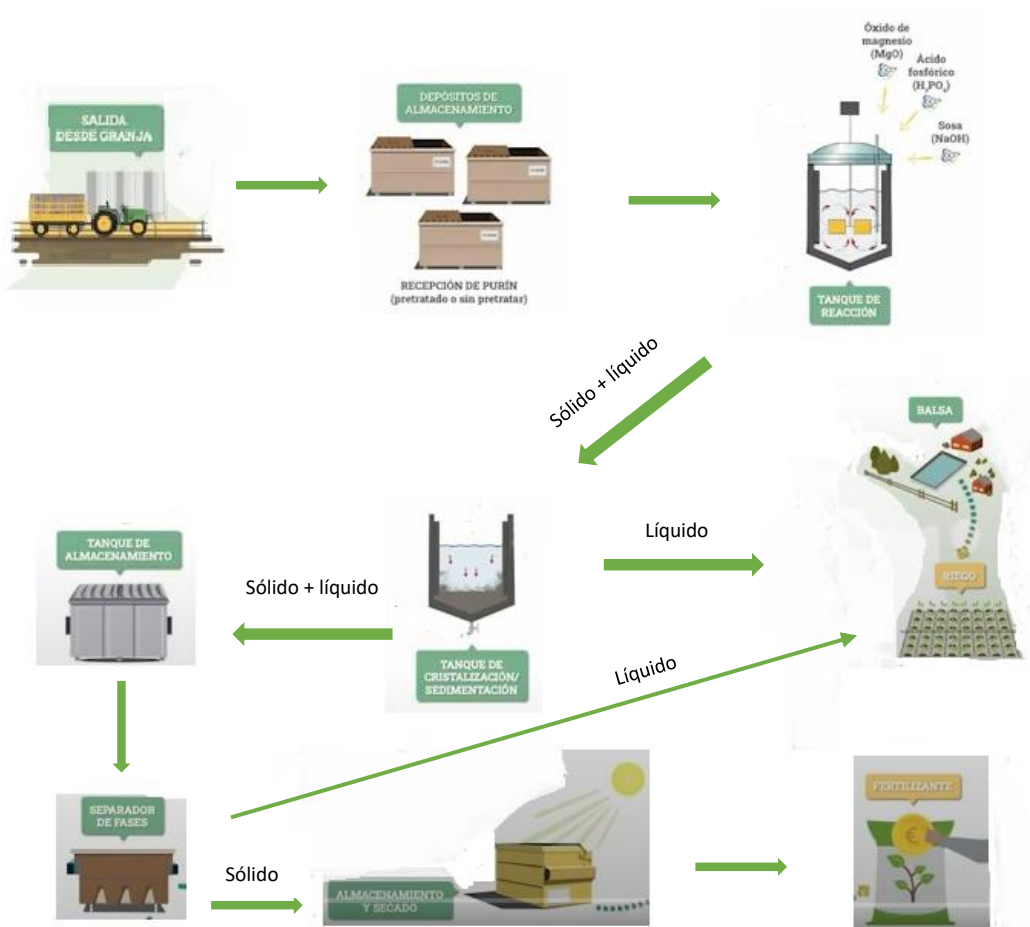 Óxido de
magnesio
(MgO)
Ácido
fosfórico
(H₃PO₄)
Sosa
(NaOH)
SALIDA
DESDE GRANJA
DEPÓSITOS DE
ALMACENAMIENTO
RECEPCIÓN DE PURÍN
(pretratado o sin pretratar)
TANQUE DE
REACCIÓN
Sólido + líquido
BALSA
Líquido
RIEGO
TANQUE DE
ALMACENAMIENTO
Sólido + líquido
TANQUE DE
CRISTALIZACIÓN/
SEDIMENTACIÓN
Líquido
SEPARADOR
DE FASES
Sólido
ALMACENAMIENTO
Y SECADO
FERTILIZANTE
€